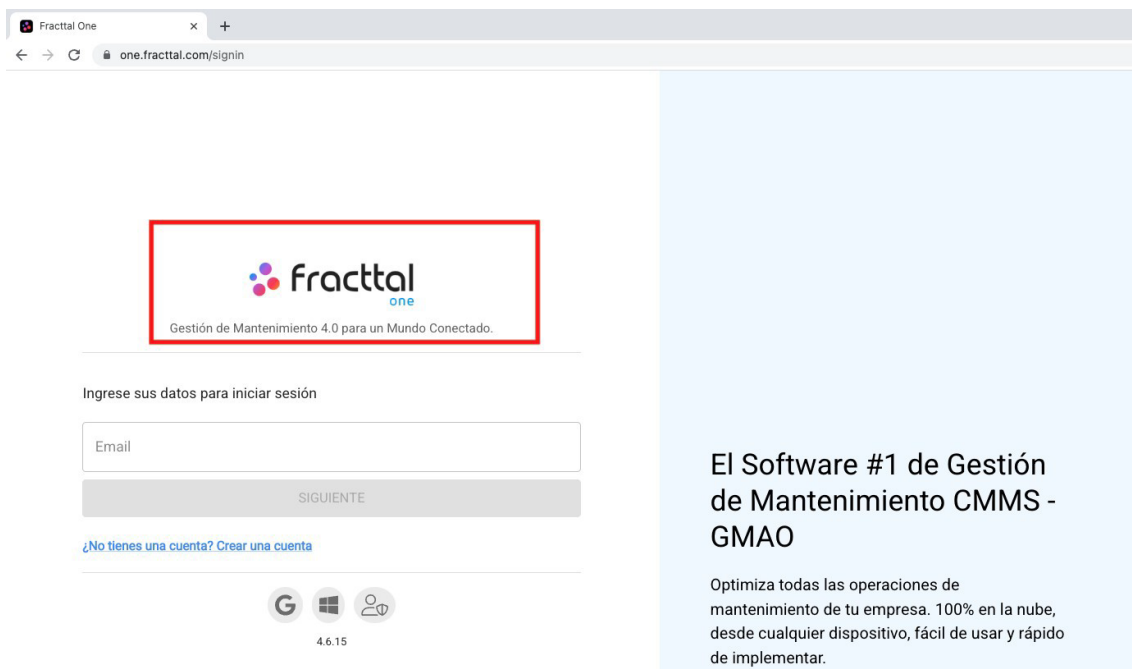 Fracttal One
one.fracttal.com/signin
fracttal
one
Gestión de Mantenimiento 4.0 para un Mundo Conectado.
Ingrese sus datos para iniciar sesión
Email
SIGUIENTE
¿No tienes una cuenta? Crear una cuenta
G
4.6.15
El Software #1 de Gestión
de Mantenimiento CMMS -
GMAO
Optimiza todas las operaciones de
mantenimiento de tu empresa. 100% en la nube,
desde cualquier dispositivo, fácil de usar y rápido
de implementar.